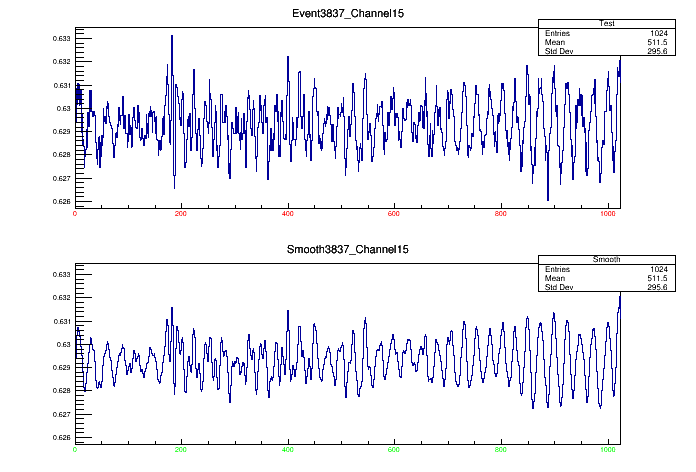 Event3837_Channel15
Test
Entries 1024
Mean 511.5
Std Dev 295.6
0.633
0.632
0.631
0.63
0.629
0.628
0.627
0.626
0 200 400 600 800 1000
Smooth3837_Channel15
Smooth
Entries 1024
Mean 511.5
Std Dev 295.6
0.633
0.632
0.631
0.63
0.629
0.628
0.627
0.626
0 200 400 600 800 1000